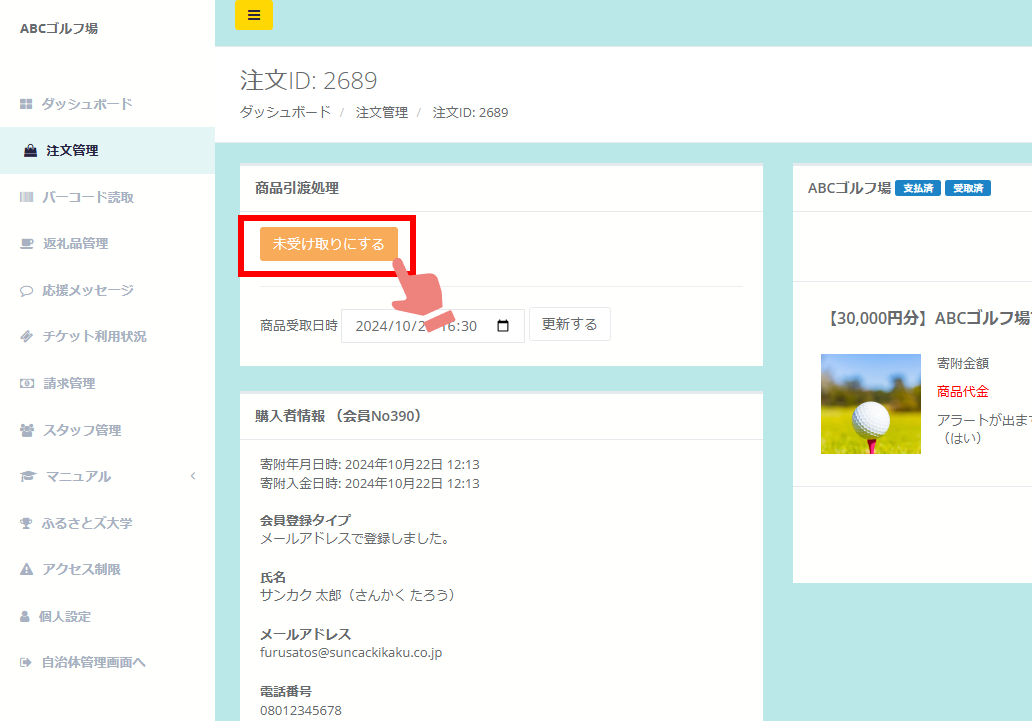 ABCゴルフ場
ダッシュボード
注文管理
バーコード読取
返礼品管理
応援メッセージ
チケット利用状況
請求管理
スタッフ管理
マニュアル
ふるさとズ大学
アクセス制限
個人設定
自治体管理画面へ
注文ID: 2689
ダッシュボード / 注文管理 / 注文ID: 2689
商品引渡処理
未受け取りにする
商品受取日時 2024/10/2 16:30 更新する
購入者情報 （会員No390）
寄附年月日時: 2024年10月22日 12:13
寄附入金日時: 2024年10月22日 12:13
会員登録タイプ
メールアドレスで登録しました。
氏名
サンカク 太郎（さんかく たろう）
メールアドレス
furusatos@suncackikaku.co.jp
電話番号
08012345678
ABCゴルフ場 支払済 受取済
【30,000円分】ABCゴルフ場
寄附金額
商品代金
アラートが出ま
（はい）